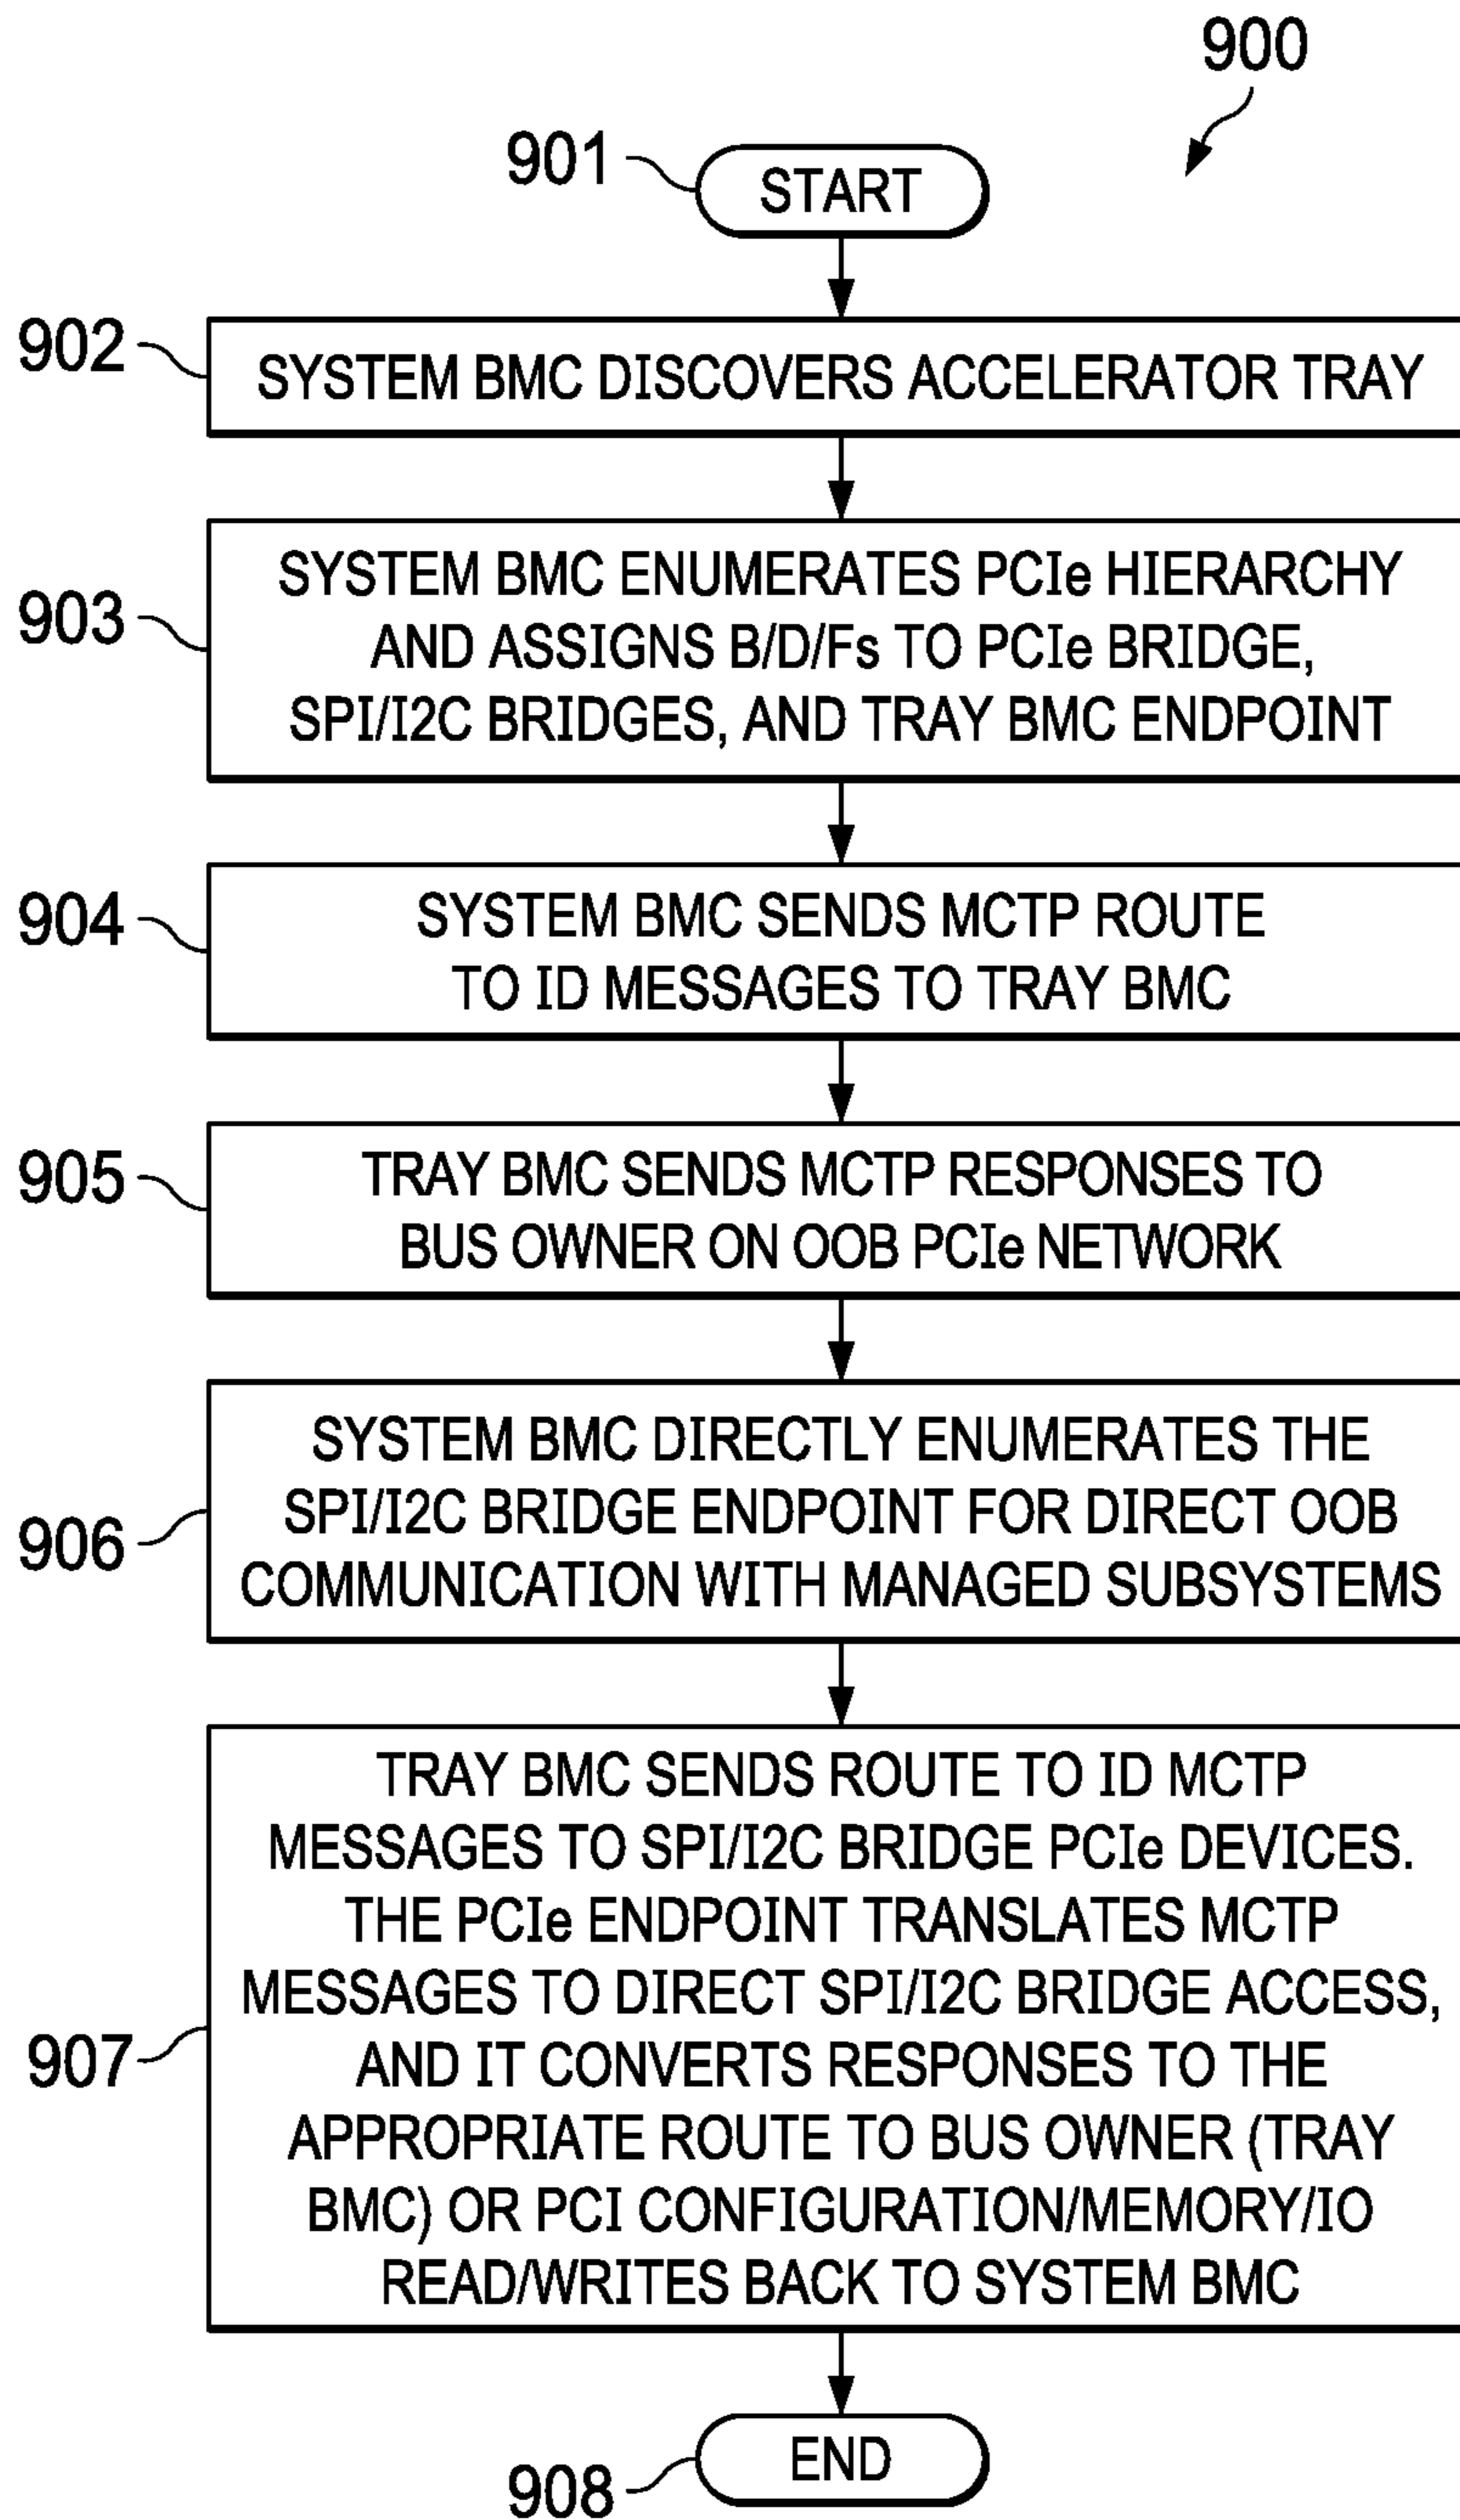 900
901
START
902
SYSTEM BMC DISCOVERS ACCELERATOR TRAY
903
SYSTEM BMC ENUMERATES PCIe HIERARCHY
AND ASSIGNS B/D/Fs TO PCIe BRIDGE,
SPI/I2C BRIDGES, AND TRAY BMC ENDPOINT
904
SYSTEM BMC SENDS MCTP ROUTE
TO ID MESSAGES TO TRAY BMC
905
TRAY BMC SENDS MCTP RESPONSES TO
BUS OWNER ON OOB PCIe NETWORK
906
SYSTEM BMC DIRECTLY ENUMERATES THE
SPI/I2C BRIDGE ENDPOINT FOR DIRECT OOB
COMMUNICATION WITH MANAGED SUBSYSTEMS
907
TRAY BMC SENDS ROUTE TO ID MCTP
MESSAGES TO SPI/I2C BRIDGE PCIe DEVICES.
THE PCIe ENDPOINT TRANSLATES MCTP
MESSAGES TO DIRECT SPI/I2C BRIDGE ACCESS,
AND IT CONVERTS RESPONSES TO THE
APPROPRIATE ROUTE TO BUS OWNER (TRAY
BMC) OR PCI CONFIGURATION/MEMORY/IO
READ/WRITES BACK TO SYSTEM BMC
908
END